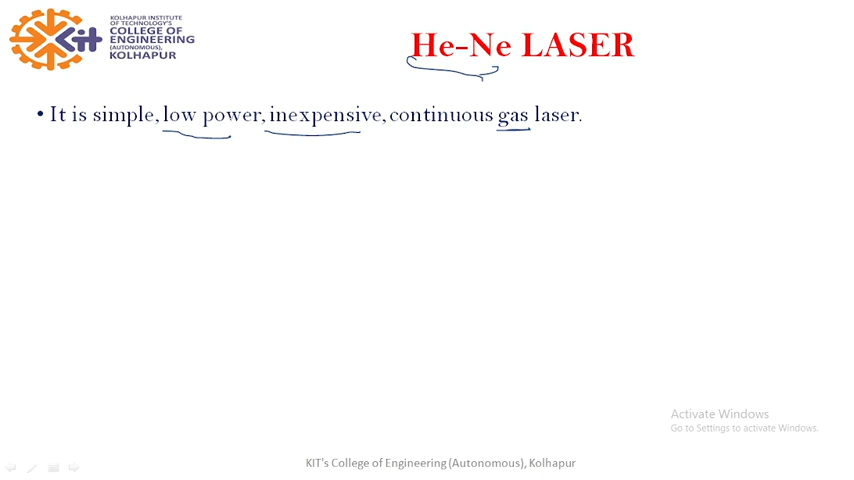 KOLHAPUR INSTITUTE
OF TECHNOLOGY'S
COLLEGE OF
ENGINEERING
(AUTONOMOUS),
KOLHAPUR
Kit
He-Ne LASER
• It is simple, low power, inexpensive, continuous gas laser.
Activate Windows
Go to Settings to activate Windows.
KIT's College of Engineering (Autonomous), Kolhapur